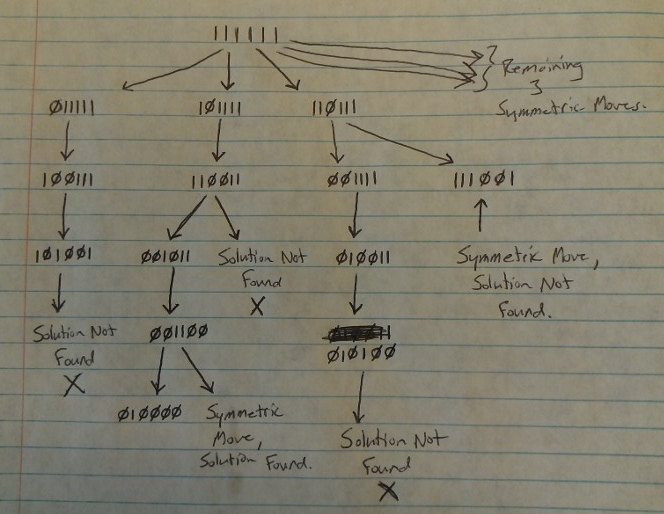 111111
Remaining
3
Symmetric Moves.
Ø11111
1Ø1111
11Ø111
1ØØ111
11ØØ11
ØØ1111
111ØØ1
1Ø1ØØ1
ØØ1Ø11
Solution Not
Found
X
Ø1ØØ11
Symmetric Move,
Solution Not
Found.
Solution Not
Found
X
ØØ11ØØ
Ø1Ø1ØØ
Ø1ØØØØ
Symmetric
Move,
Solution Found.
Solution Not
Found
X